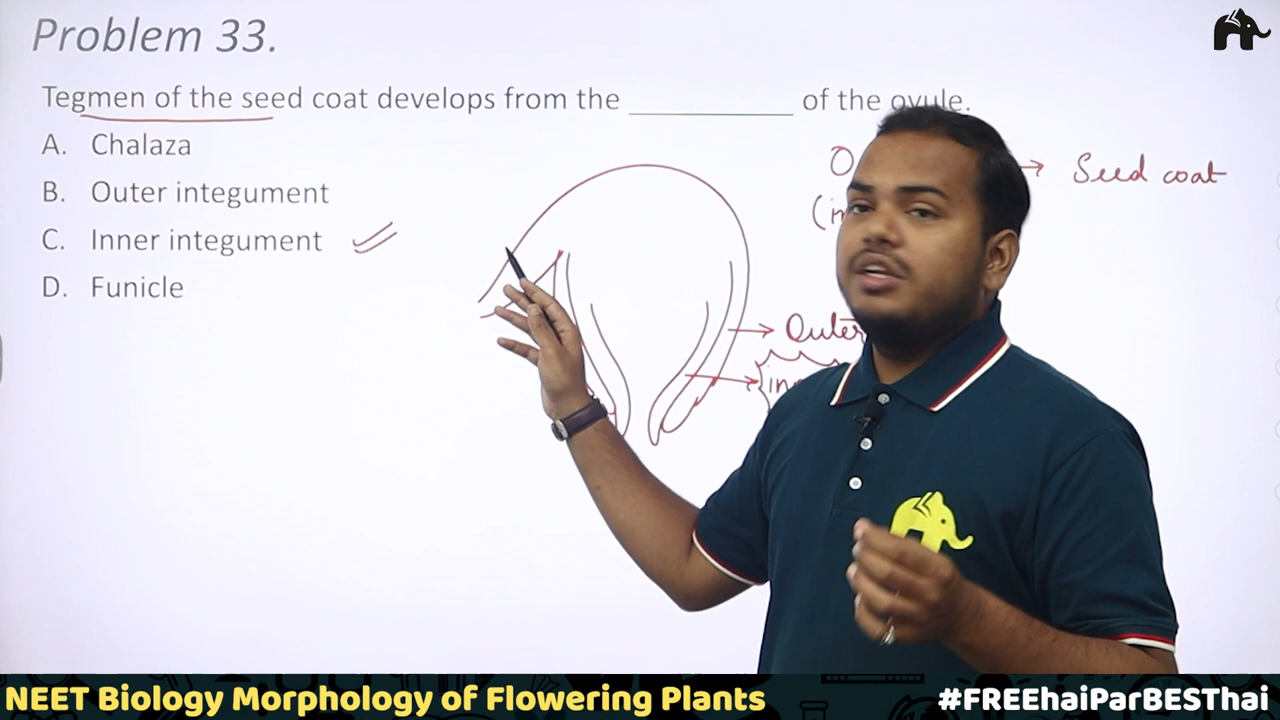 Problem 33.
Tegmen of the seed coat develops from the ____________ of the ovule.
A. Chalaza
B. Outer integument
C. Inner integument
D. Funicle
→ Seed coat
→ Outer
NEET Biology Morphology of Flowering Plants
#FREEhaiParBESThai